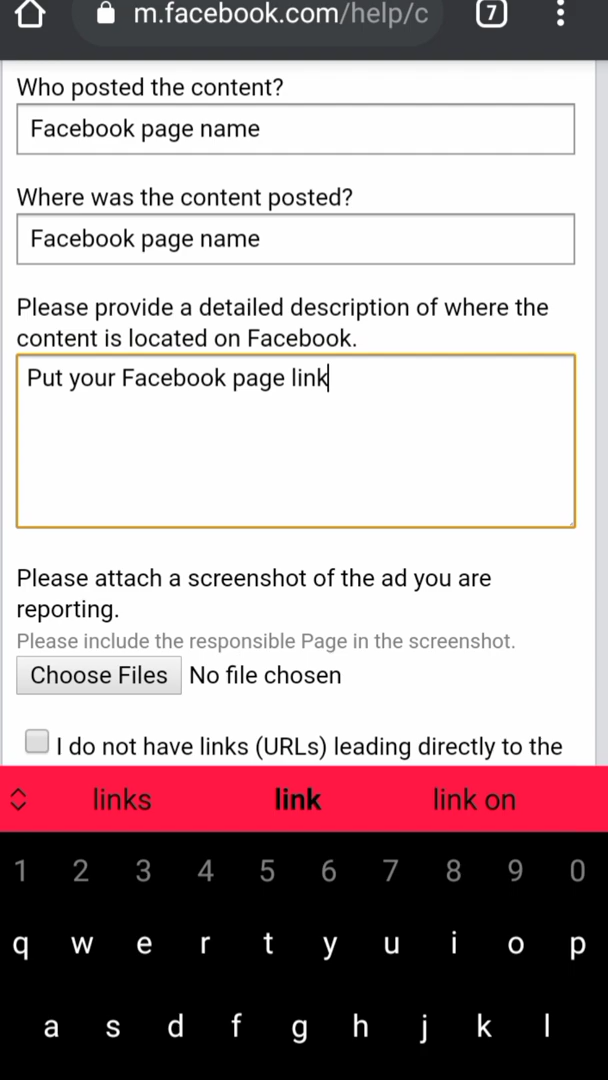 m.facebook.com/help/c
7
Who posted the content?
Facebook page name
Where was the content posted?
Facebook page name
Please provide a detailed description of where the
content is located on Facebook.
Put your Facebook page link
Please attach a screenshot of the ad you are
reporting.
Please include the responsible Page in the screenshot.
Choose Files No file chosen
I do not have links (URLs) leading directly to the
links link link on
1 2 3 4 5 6 7 8 9 0
q w e r t y u i o p
a s d f g h j k l